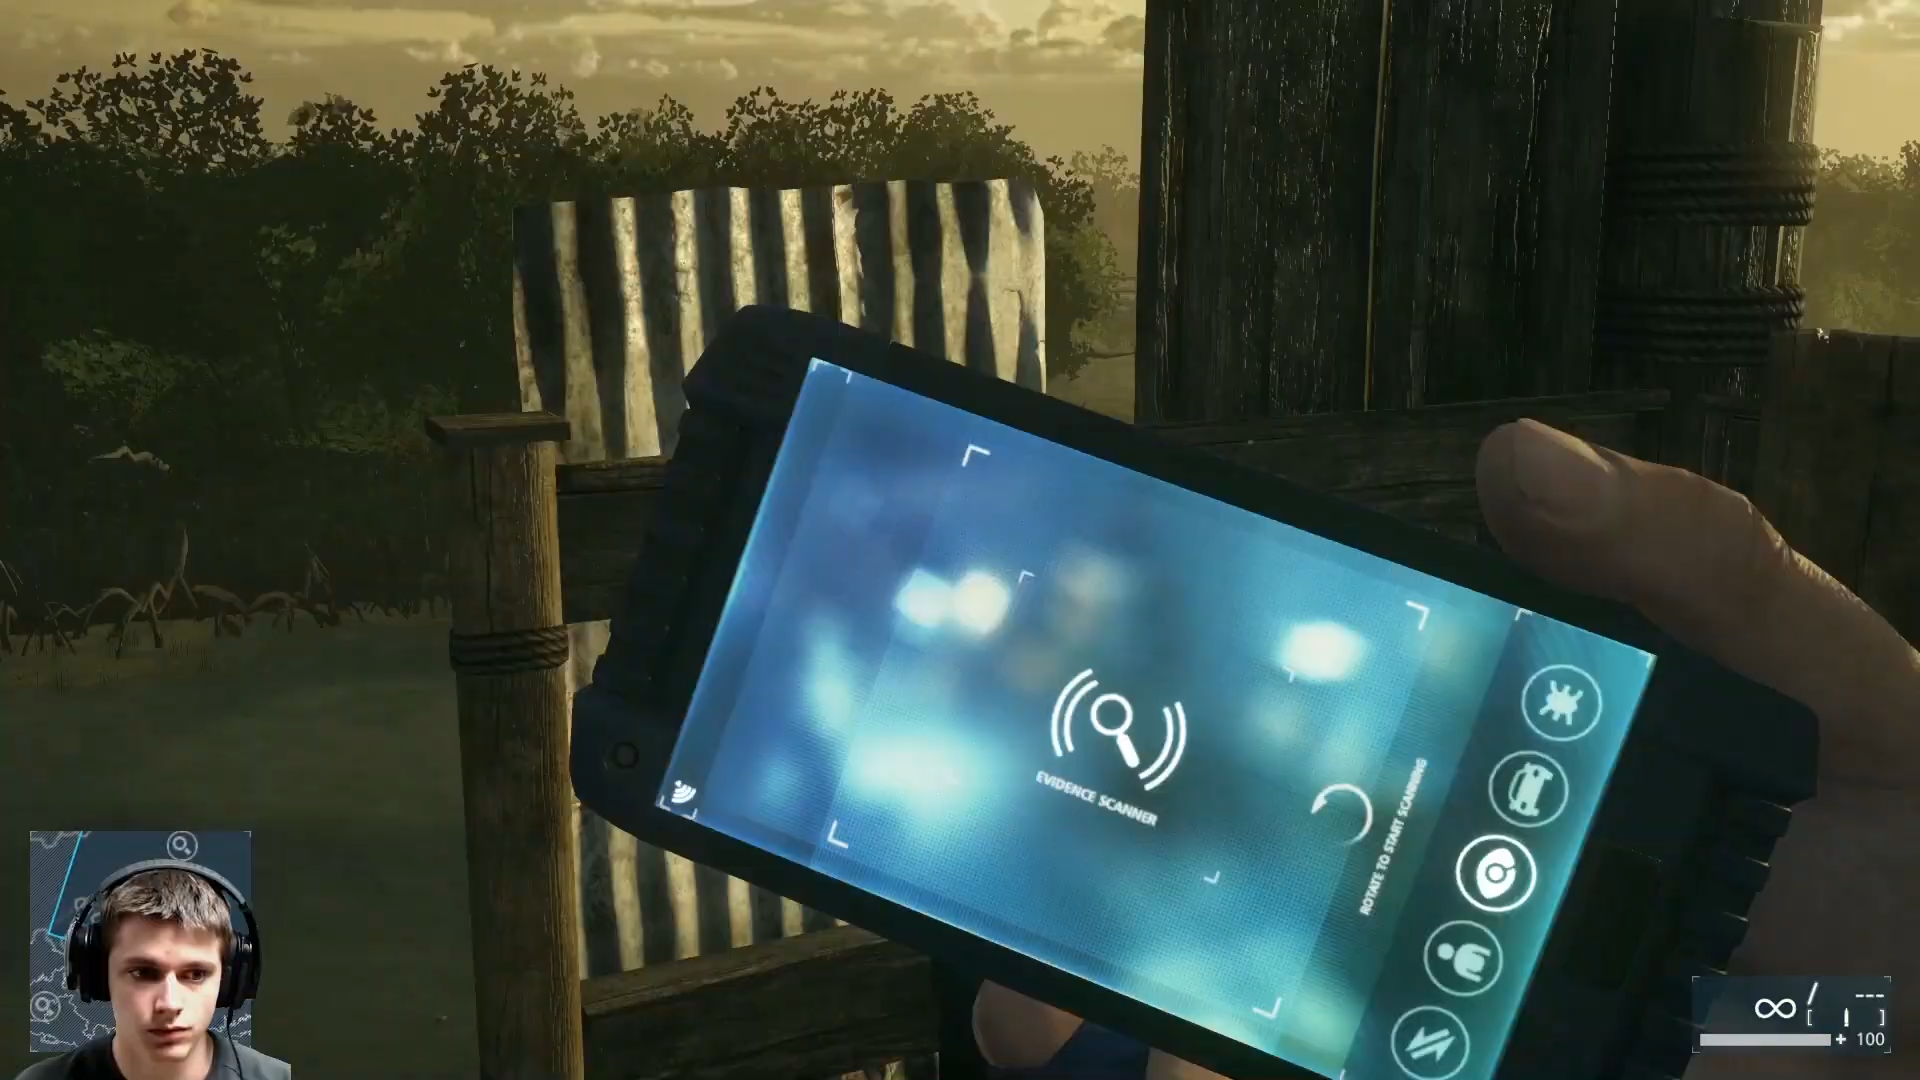 EVIDENCE SCANNER
ROTATE TO START SCANNING
∞ / ---
[ ! ]
+ 100